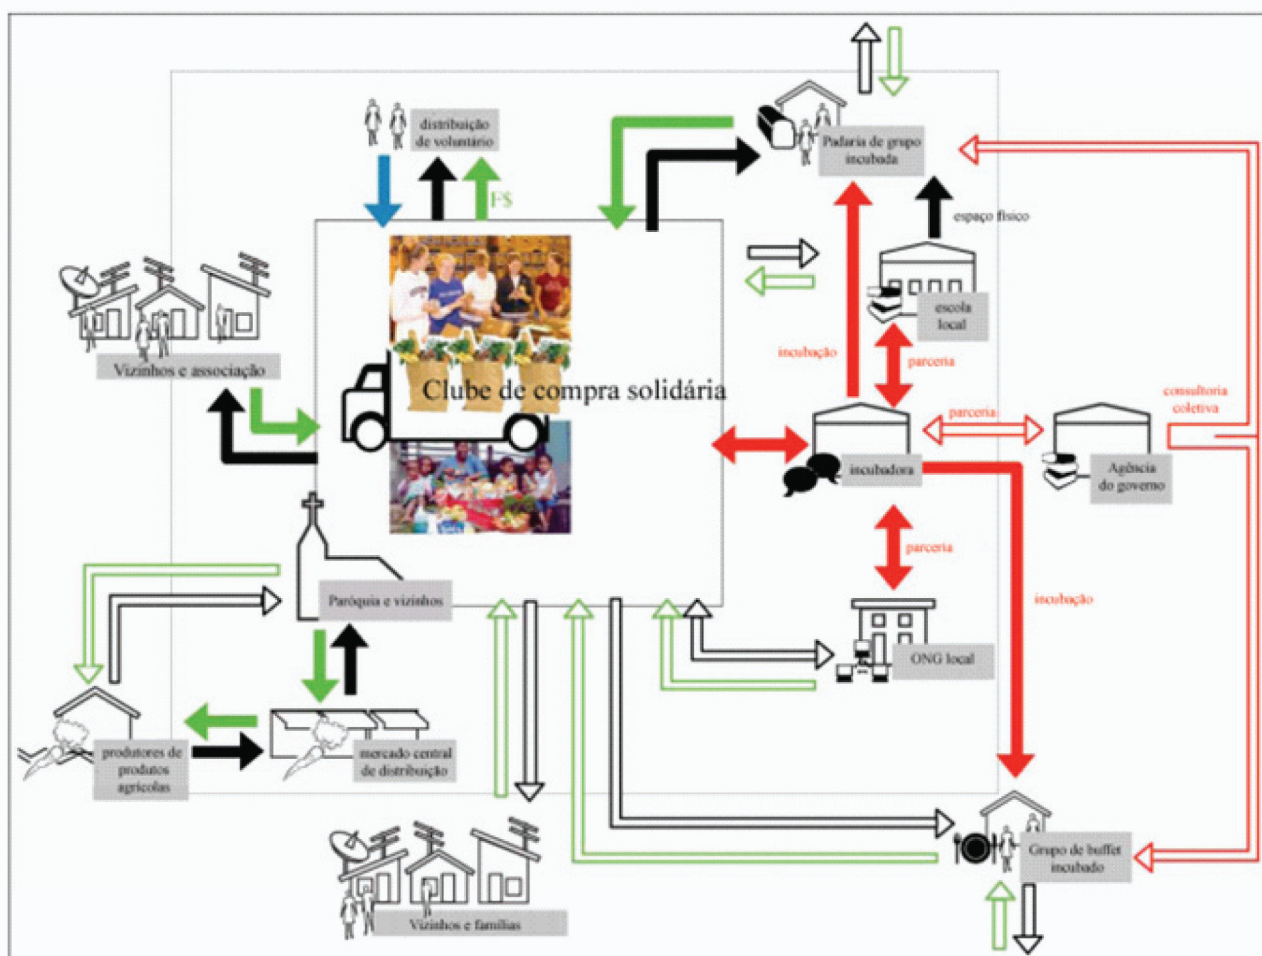 distribuição
de voluntário
F$
Padaria de grupo
incubada
espaço físico
escola
local
Vizinhos e associação
Clube de compra solidária
incubação
parceria
consultoria
coletiva
parceria
incubadora
Agência
do governo
parceria
Paróquia e vizinhos
incubação
ONG local
produtores de
produtos
agrícolas
mercado central
de distribuição
Grupo de buffet
incubado
Vizinhos e famílias